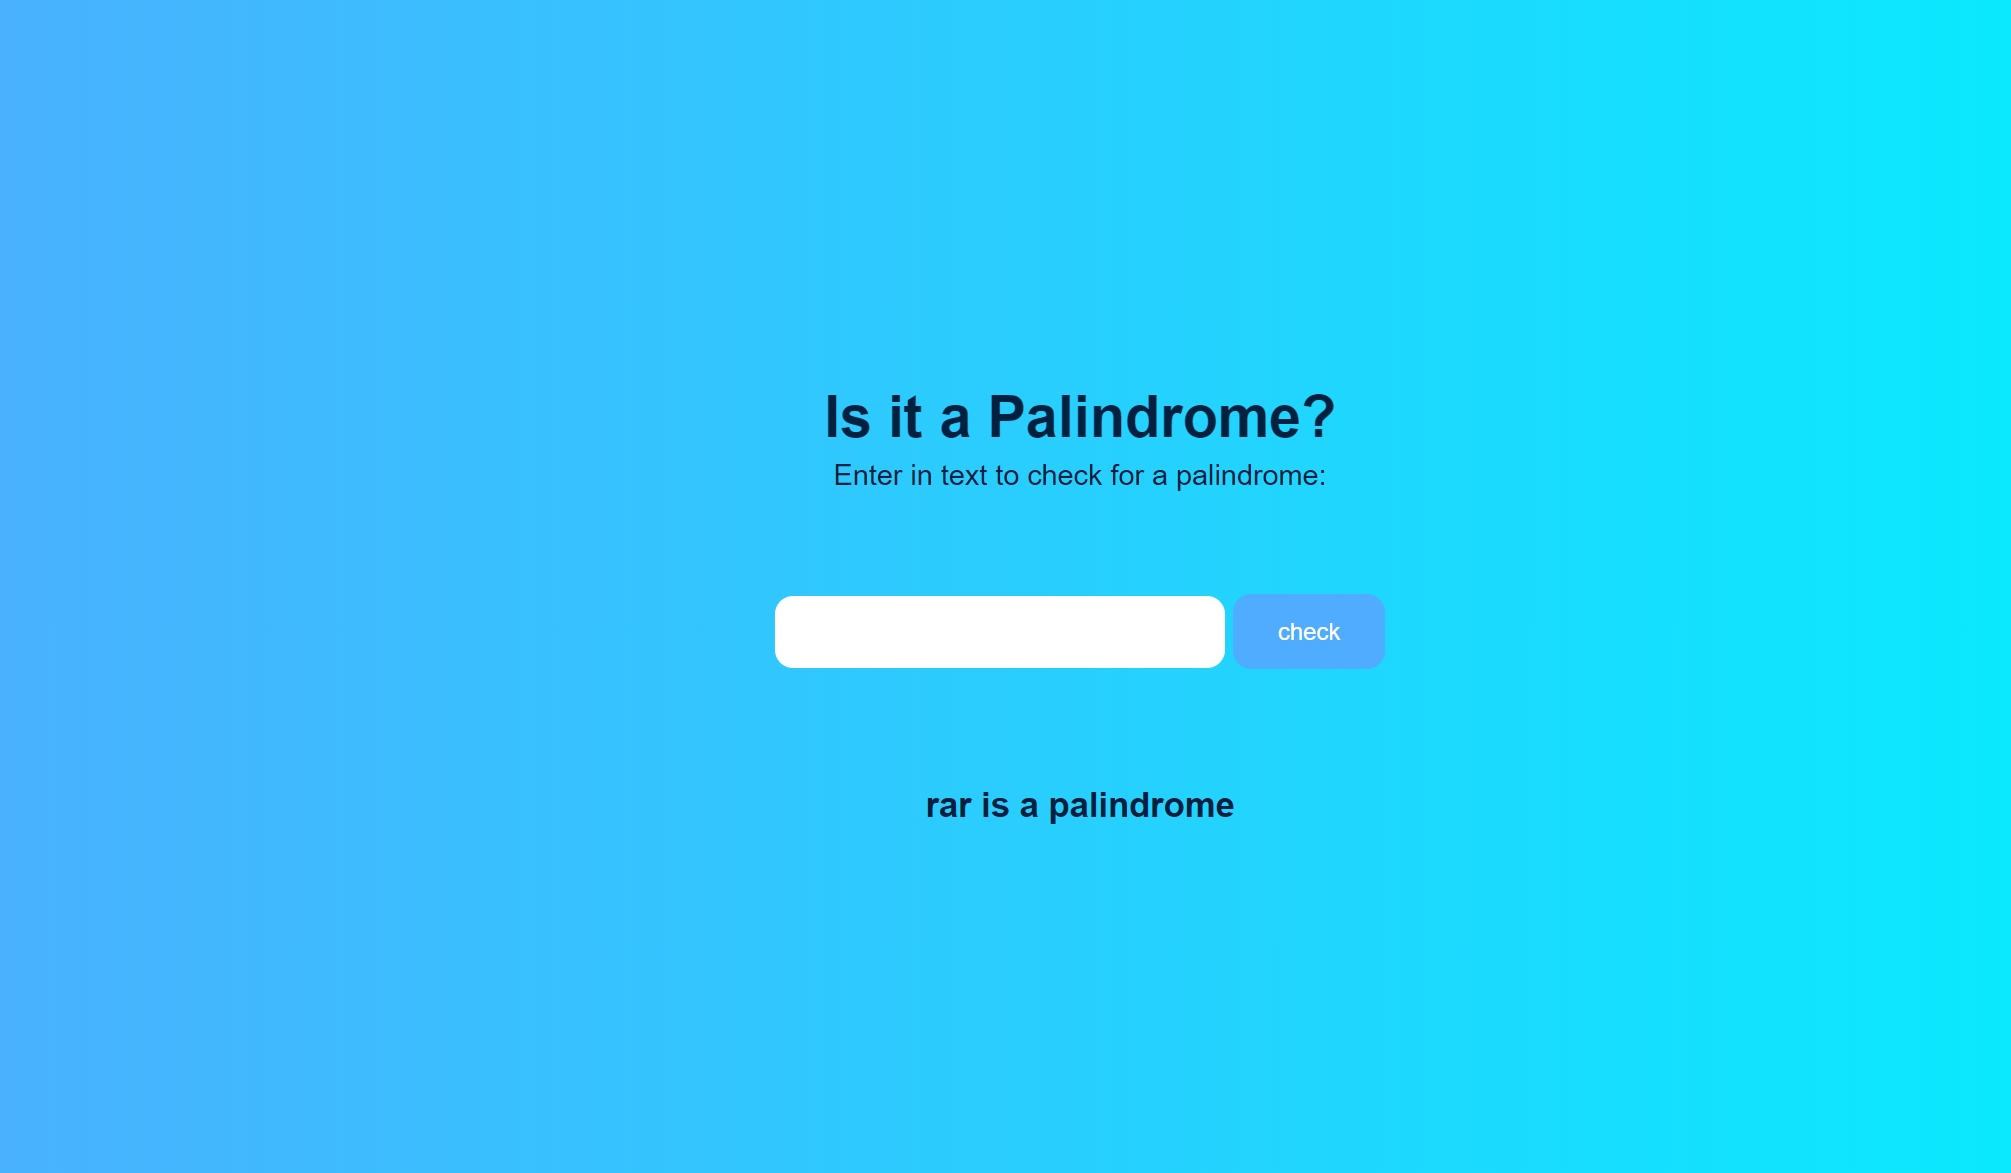 Is it a Palindrome?
Enter in text to check for a palindrome:
check
rar is a palindrome